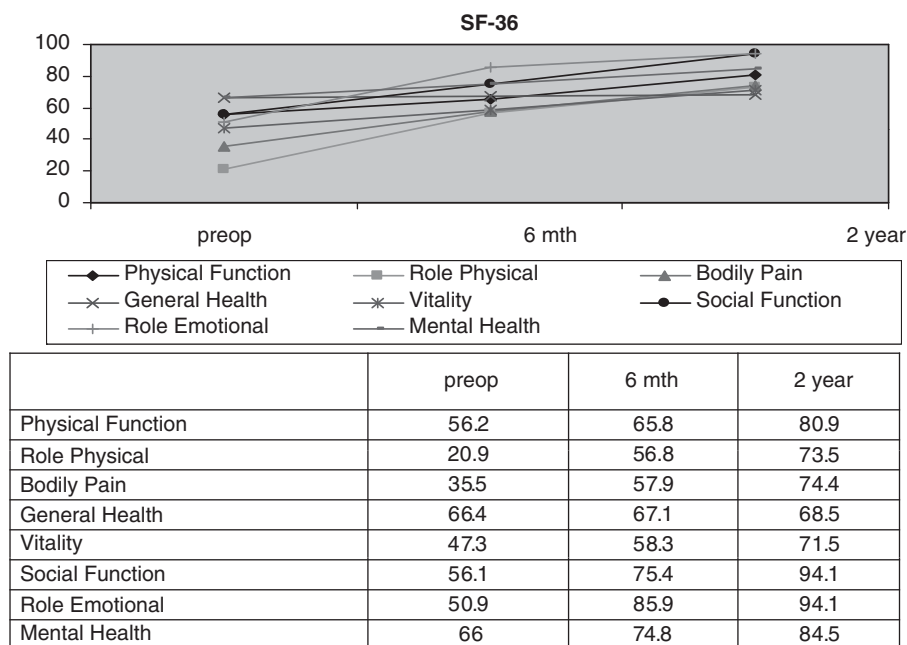 SF-36
100
80
60
40
20
0
preop 6 mth 2 year
Physical Function Role Physical Bodily Pain
General Health Vitality Social Function
Role Emotional Mental Health
preop 6 mth 2 year
Physical Function 56.2 65.8 80.9
Role Physical 20.9 56.8 73.5
Bodily Pain 35.5 57.9 74.4
General Health 66.4 67.1 68.5
Vitality 47.3 58.3 71.5
Social Function 56.1 75.4 94.1
Role Emotional 50.9 85.9 94.1
Mental Health 66 74.8 84.5